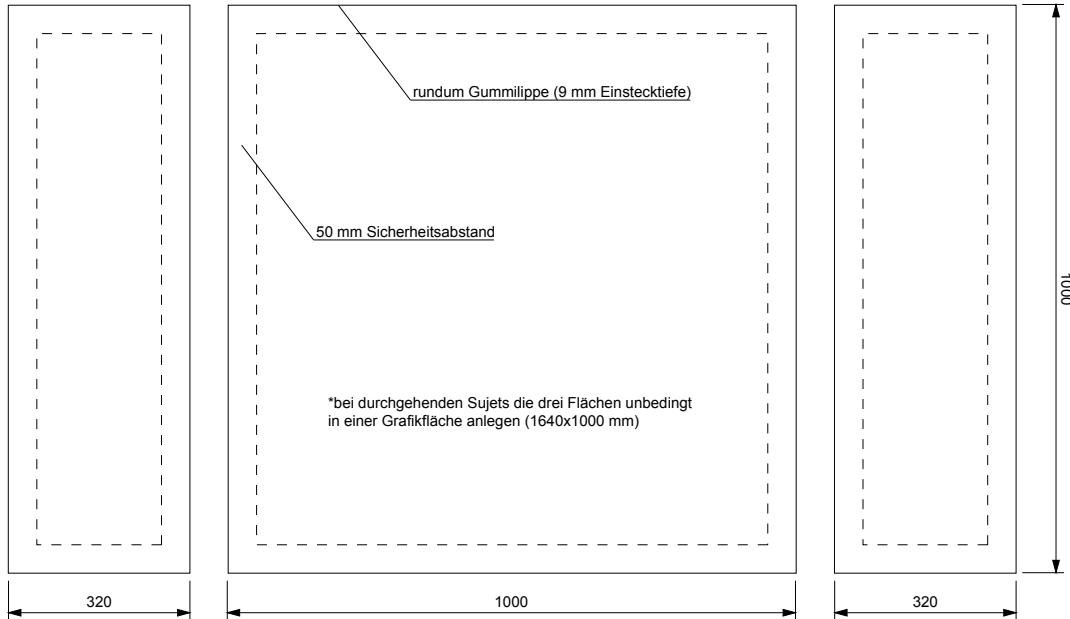 rundum Gummilippe (9 mm Einstecktiefe)
50 mm Sicherheitsabstand
*bei durchgehenden Sujets die drei Flächen unbedingt
in einer Grafikfläche anlegen (1640x1000 mm)
1000
320
1000
320